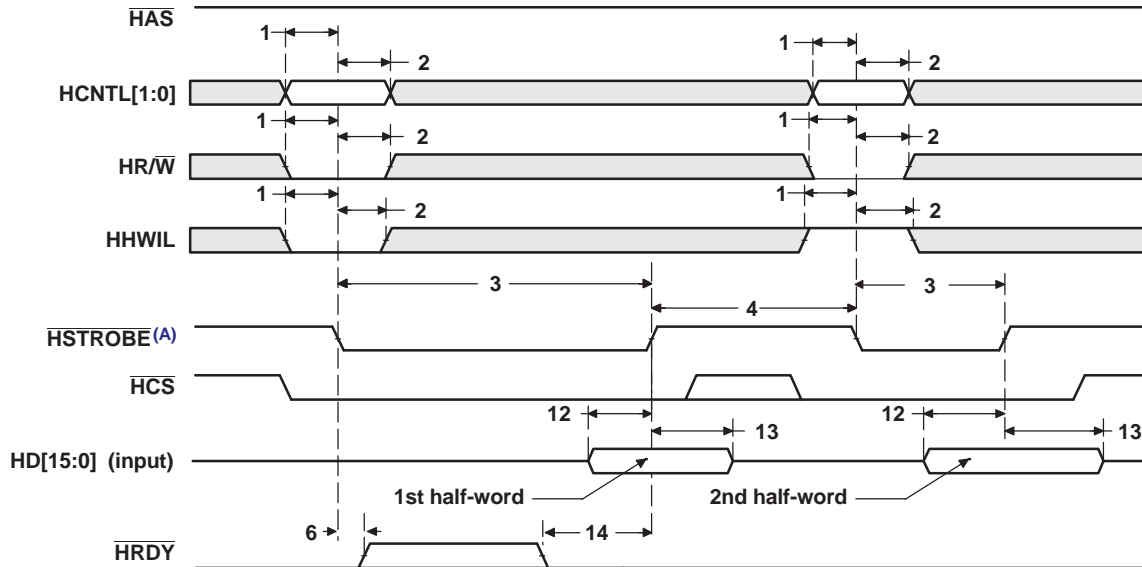 HAS
1
1
2
2
HCNTL[1:0]
1
1
2
2
HR/W
1
1
2
2
HHWIL
3
3
4
HSTROBE(A)
HCS
12
12
13
13
HD[15:0] (input)
1st half-word
2nd half-word
6
14
HRDY